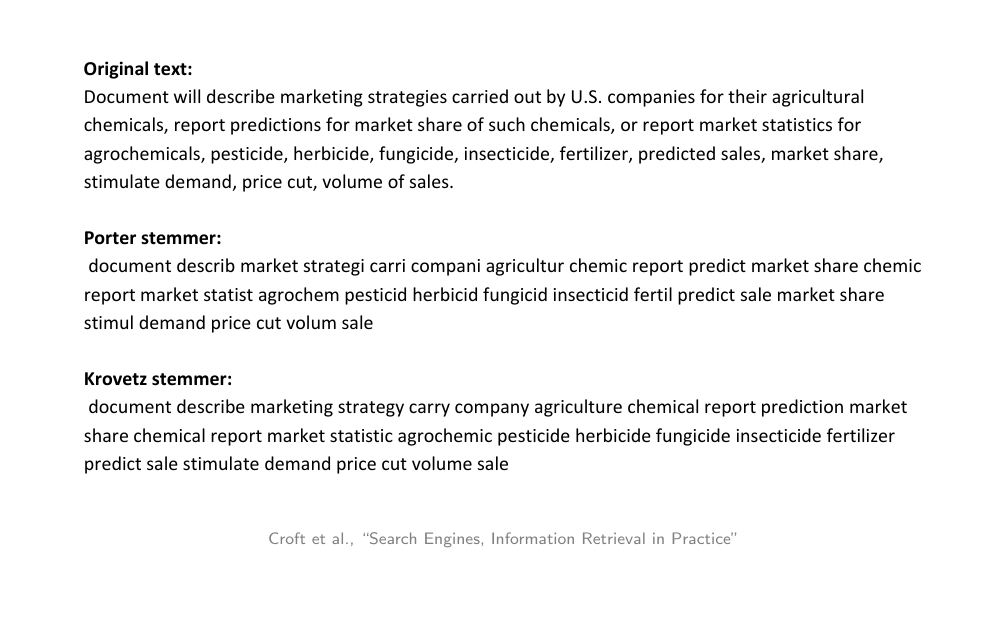 Original text:
Document will describe marketing strategies carried out by U.S. companies for their agricultural
chemicals, report predictions for market share of such chemicals, or report market statistics for
agrochemicals, pesticide, herbicide, fungicide, insecticide, fertilizer, predicted sales, market share,
stimulate demand, price cut, volume of sales.
Porter stemmer:
document describ market strategi carri compani agricultur chemic report predict market share chemic
report market statist agrochem pesticid herbicid fungicid insecticid fertil predict sale market share
stimul demand price cut volum sale
Krovetz stemmer:
document describe marketing strategy carry company agriculture chemical report prediction market
share chemical report market statistic agrochemic pesticide herbicide fungicide insecticide fertilizer
predict sale stimulate demand price cut volume sale
Croft et al., “Search Engines, Information Retrieval in Practice”